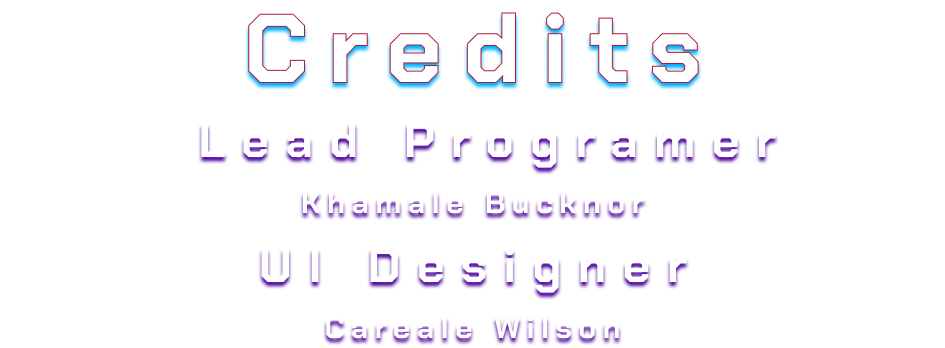 Credits
Lead Programer
Khamale Bucknor
UI Designer
Careale Wilson